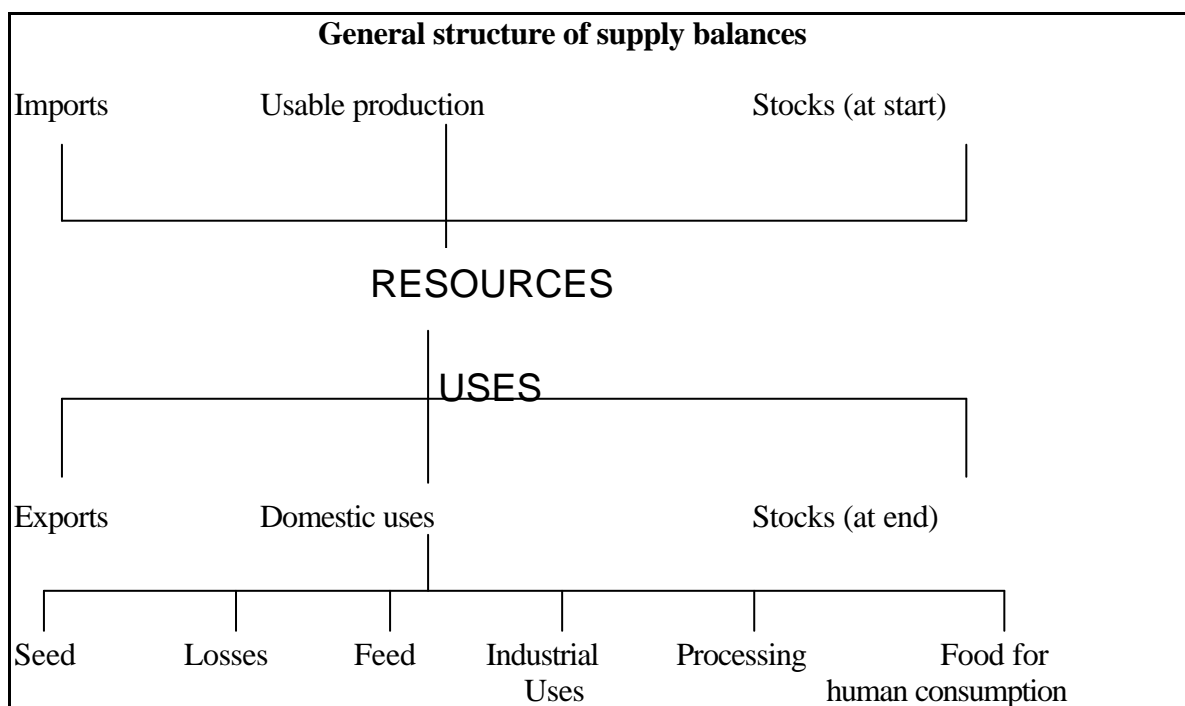 General structure of supply balances
Imports Usable production Stocks (at start)
RESOURCES
USES
Exports Domestic uses Stocks (at end)
Seed Losses Feed Industrial Processing Food for
Uses human consumption